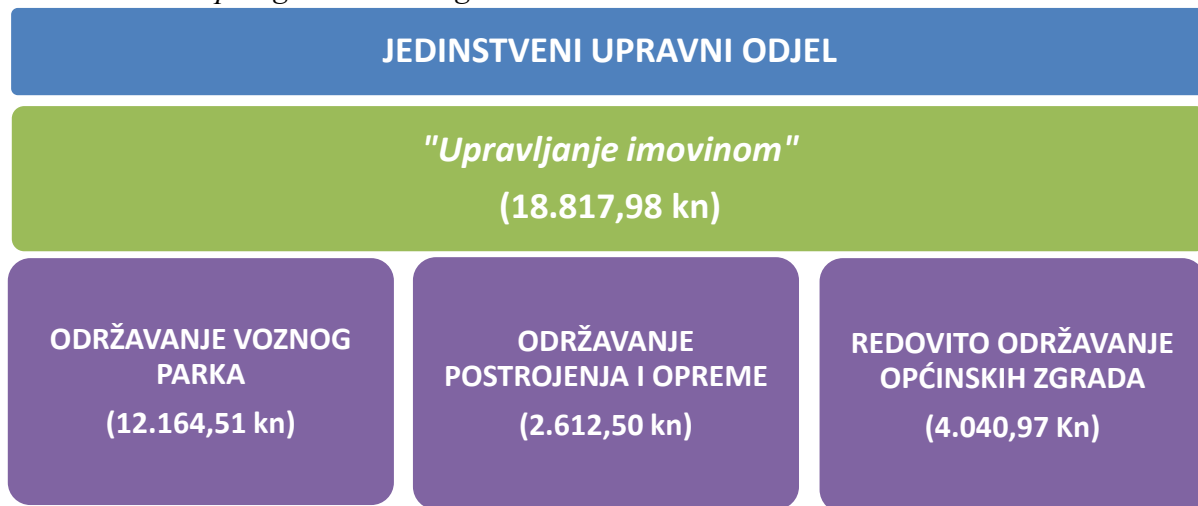 JEDINSTVENI UPRAVNI ODJEL
"Upravljanje imovinom"
(18.817,98 kn)
ODRŽAVANJE VOZNOG
PARKA
(12.164,51 kn)
ODRŽAVANJE
POSTROJENJA I OPREME
(2.612,50 kn)
REDOVITO ODRŽAVANJE
OPĆINSKIH ZGRADA
(4.040,97 Kn)